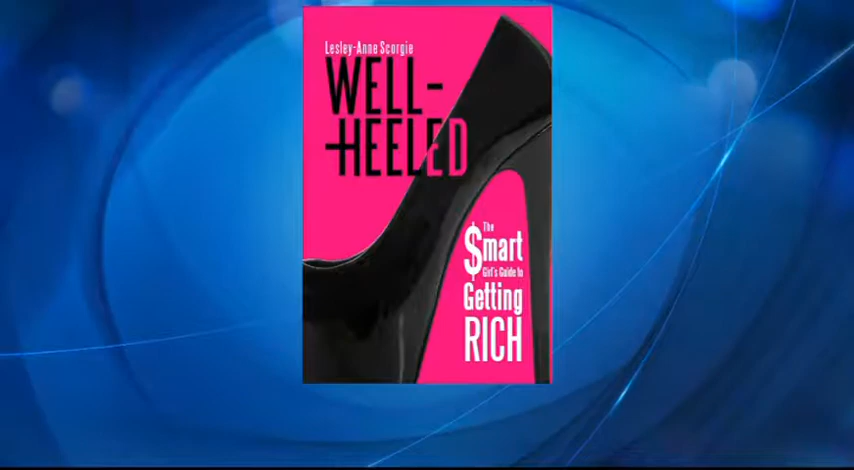 Lesley-Anne Scorgie
WELL-
HEELED
The
$mart
Girl's Guide to
Getting
RICH